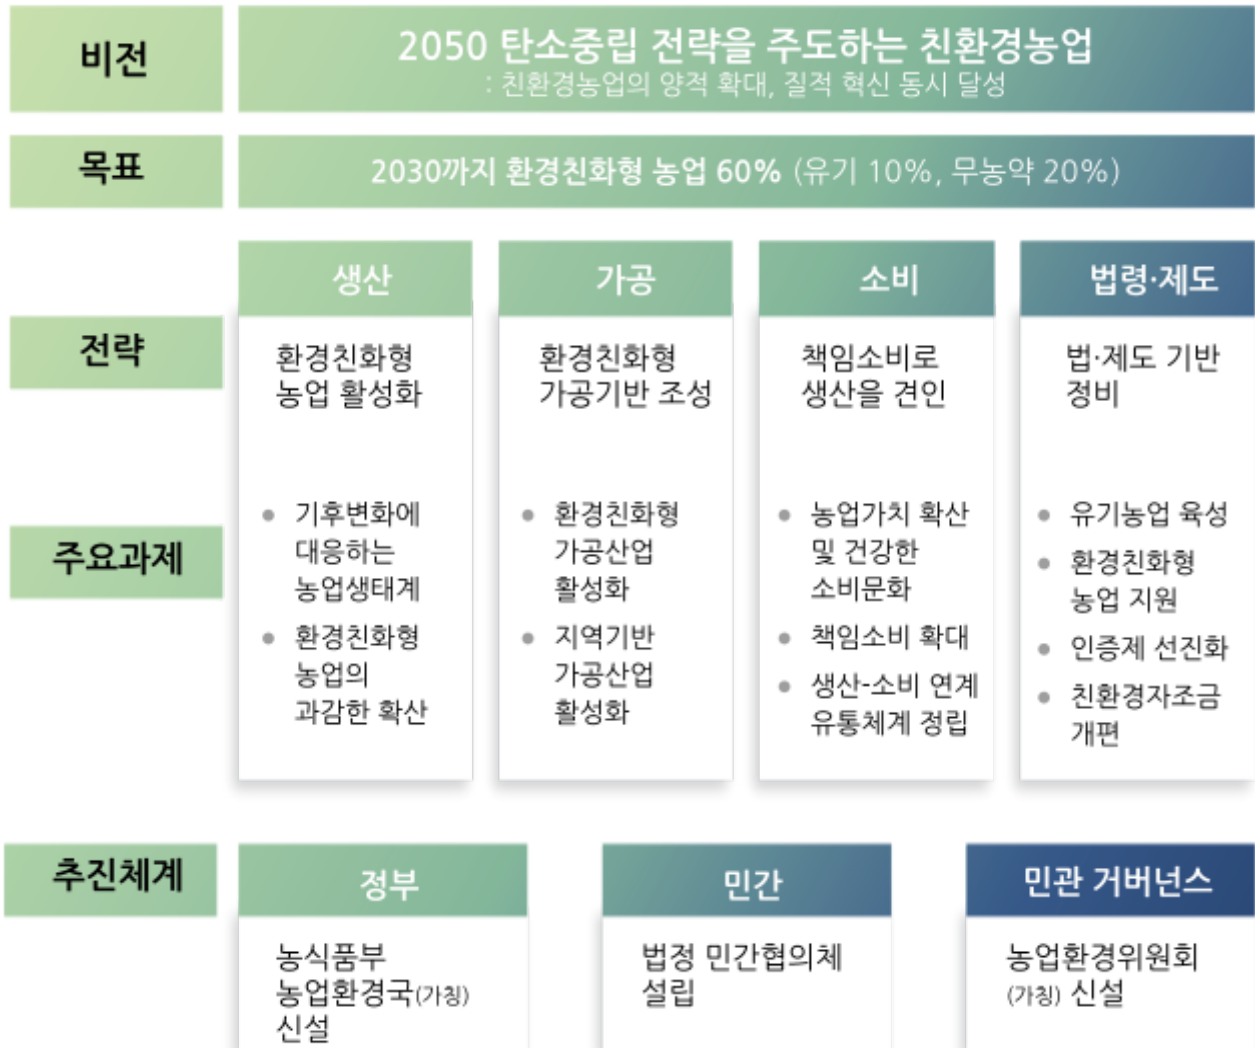 비전
2050 탄소중립 전략을 주도하는 친환경농업
: 친환경농업의 양적 확대, 질적 혁신 동시 달성
목표
2030까지 환경친화형 농업 60% (유기 10%, 무농약 20%)
생산
가공
소비
법령·제도
전략
환경친화형
농업 활성화
환경친화형
가공기반 조성
책임소비로
생산을 견인
법·제도 기반
정비
주요과제
• 기후변화에
대응하는
농업생태계
• 환경친화형
농업의
과감한 확산
• 환경친화형
가공산업
활성화
• 지역기반
가공산업
활성화
• 농업가치 확산
및 건강한
소비문화
• 책임소비 확대
• 생산-소비 연계
유통체계 정립
• 유기농업 육성
• 환경친화형
농업 지원
• 인증제 선진화
• 친환경자조금
개편
추진체계
정부
농식품부
농업환경국(가칭)
신설
민간
법정 민간협의체
설립
민관 거버넌스
농업환경위원회
(가칭) 신설